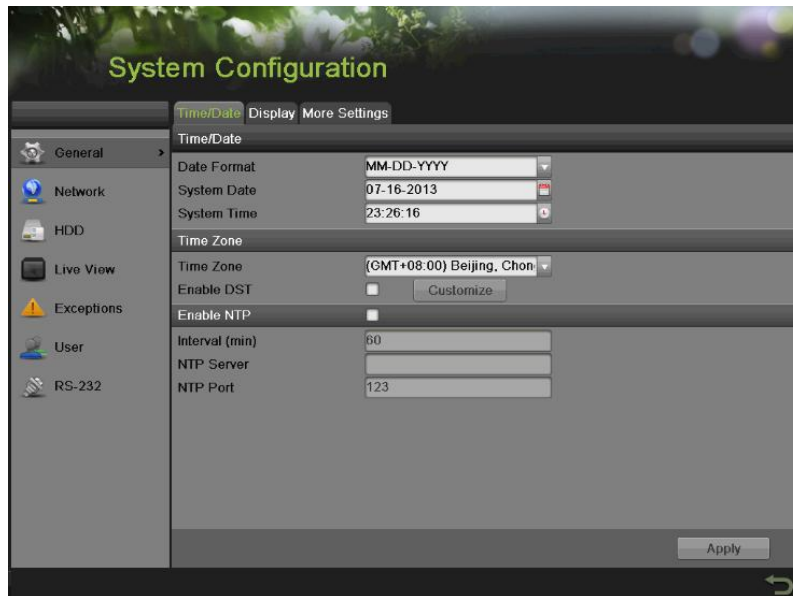 System Configuration
Time/Date Display More Settings
General
Network
HDD
Live View
Exceptions
User
RS-232
Time/Date
Date Format MM-DD-YYYY
System Date 07-16-2013
System Time 23:26:16
Time Zone
Time Zone (GMT+08:00) Beijing, Chon
Enable DST Customize
Enable NTP
Interval (min) 60
NTP Server
NTP Port 123
Apply